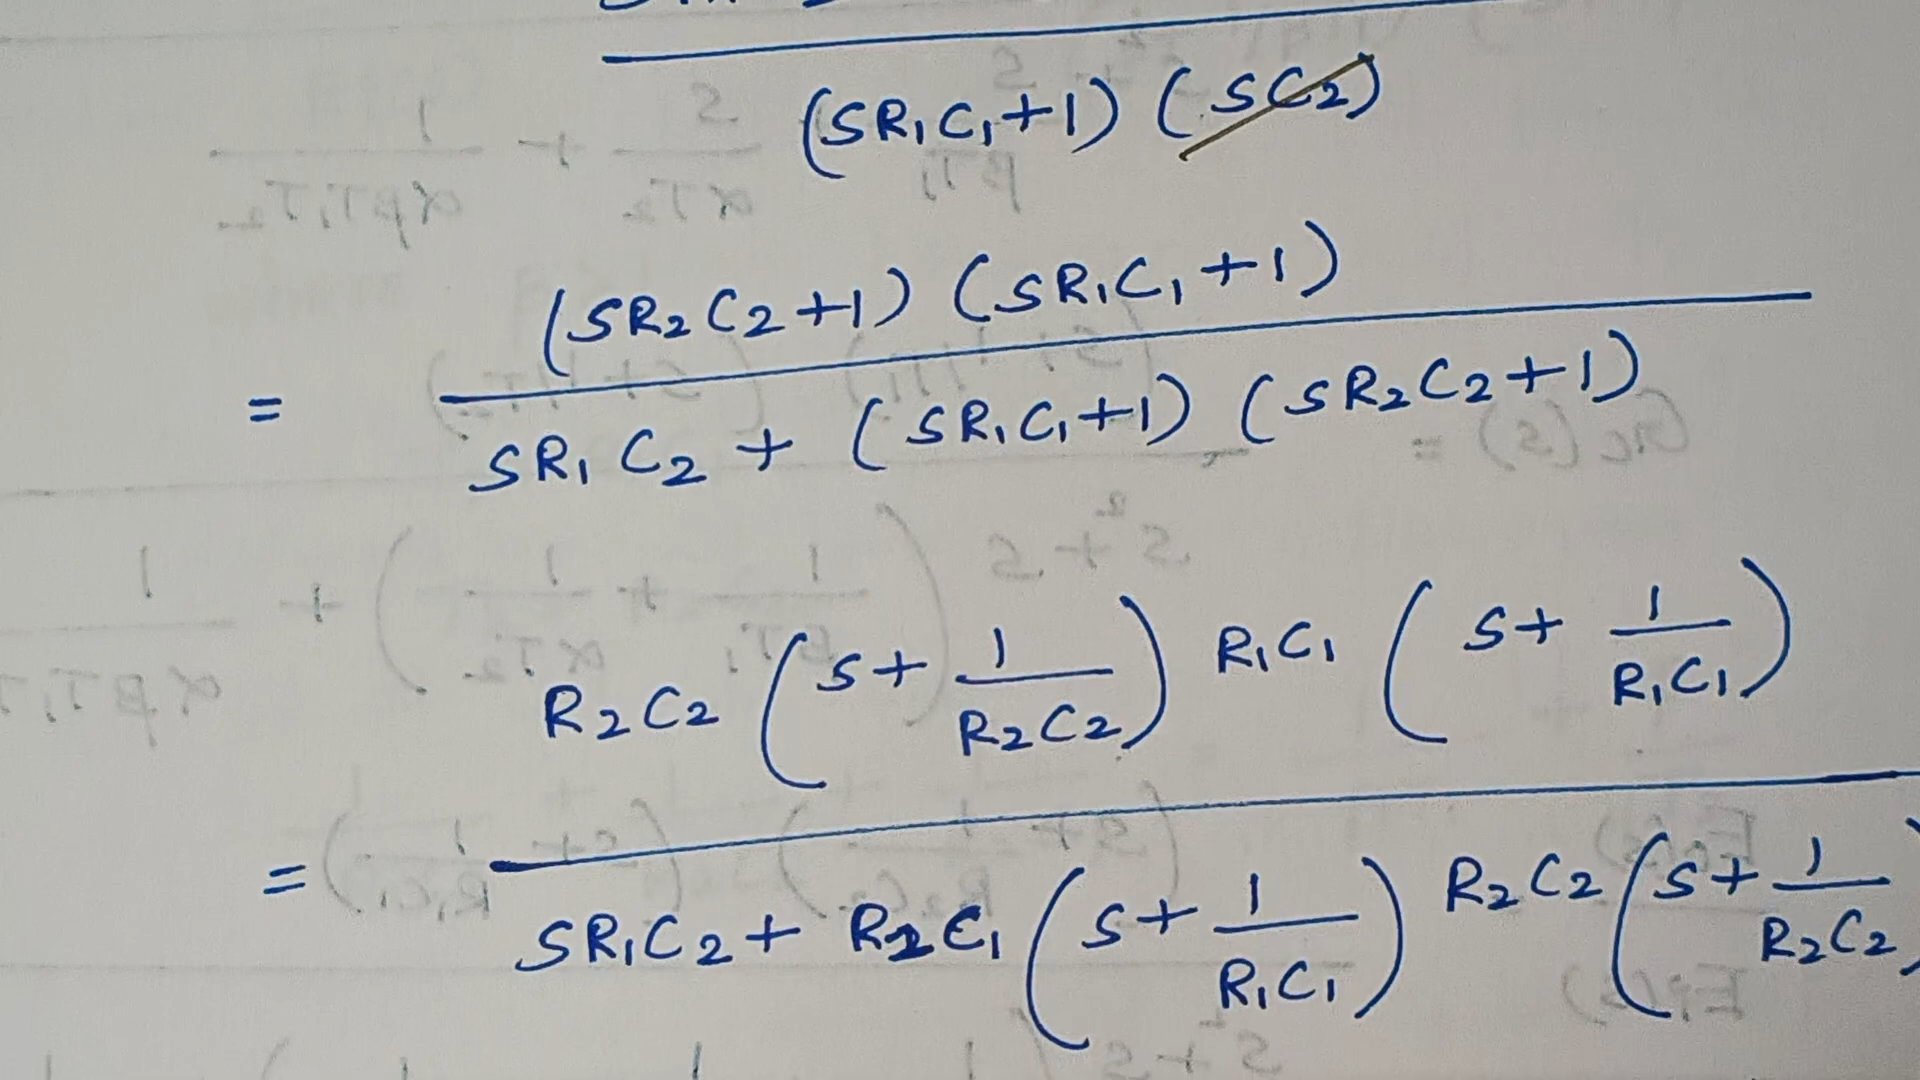 (SR₁C₁+1) (SC₂)
(SR₂C₂+1) (SR₁C₁+1)
= SR₁C₂ + (SR₁C₁+1) (SR₂C₂+1)
R₂C₂ (S + 1/R₂C₂) R₁C₁ (S + 1/R₁C₁)
= SR₁C₂ + R₂C₁ (S + 1/R₁C₁) R₂C₂ (S + 1/R₂C₂)